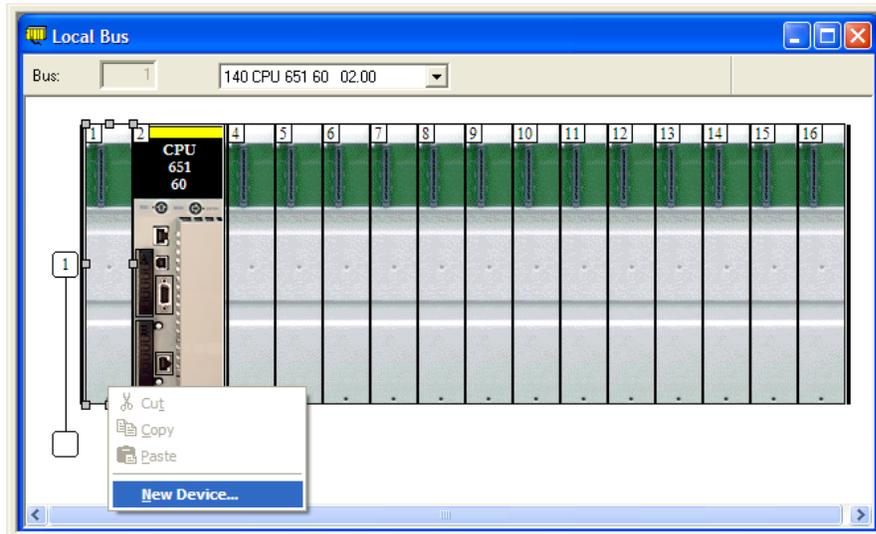 Local Bus
Bus: 1 140 CPU 651 60 02.00
1 2 4 5 6 7 8 9 10 11 12 13 14 15 16
CPU
651
60
1
Cut
Copy
Paste
New Device...